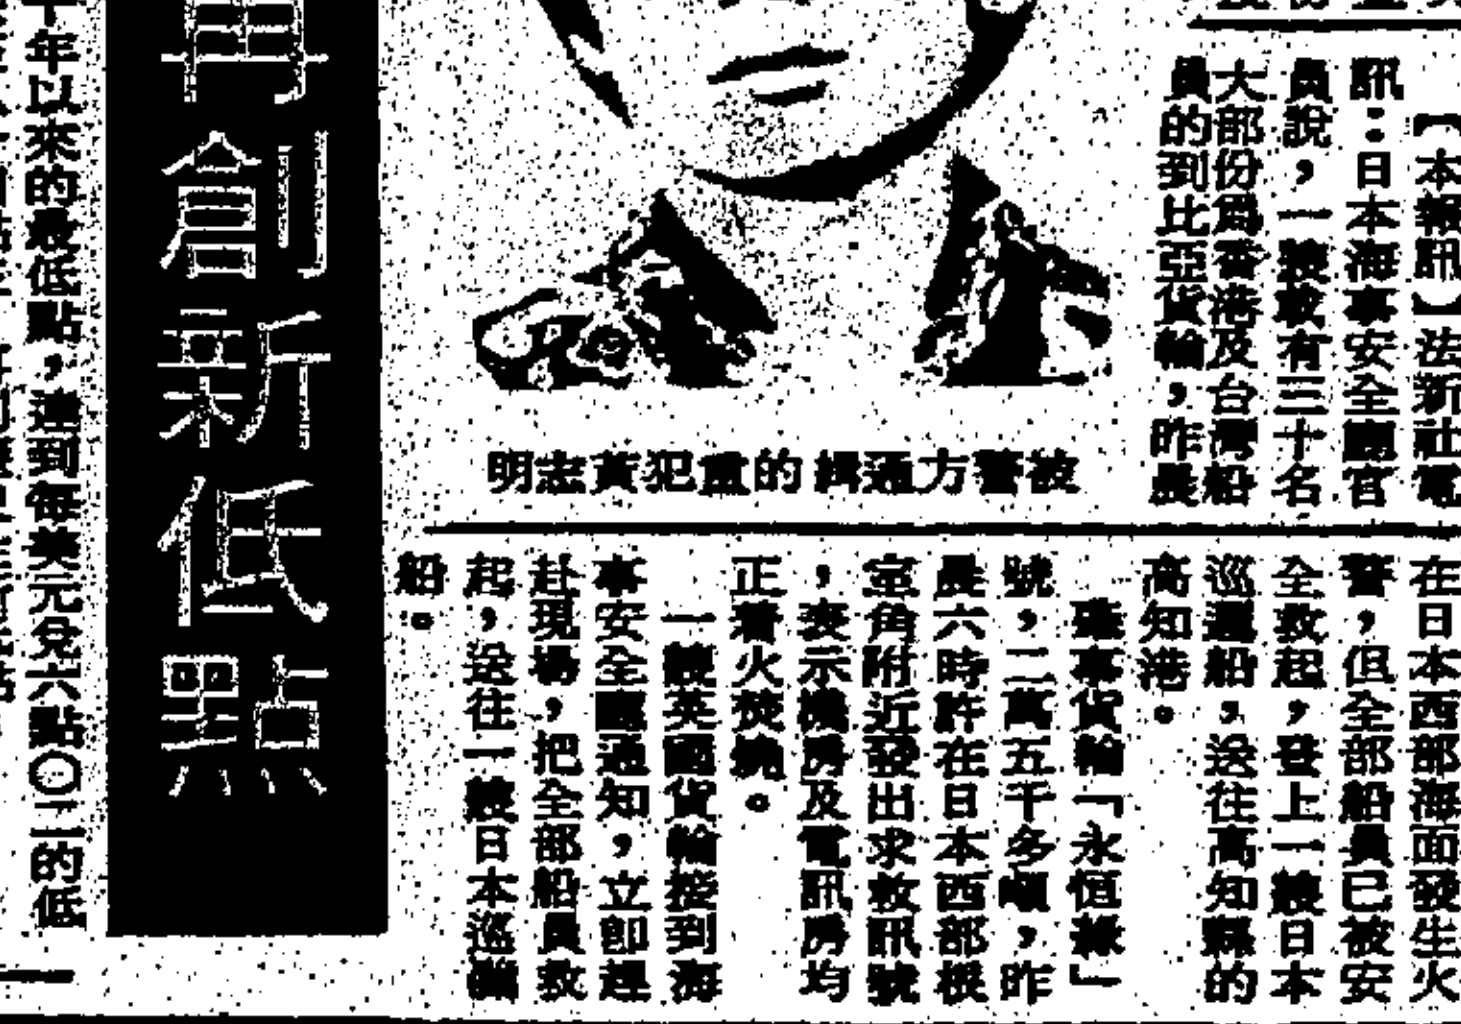 【本報訊】法新社電
訊：日本海事安全廳官
員說，一艘載有三十名
大部份為香港及台灣船
員的到比亞貨輪，昨晨
在日本西部海面發生火
警，但全部船員已被安
全救起，登上一艘日本
巡邏船，送往高知縣的
高知港。
肇事貨輪「永恒綠」
號，二萬五千多噸，昨
晨六時許在日本西部根
室角附近發出求救訊號
，表示機房及電訊房均
正着火焚燒。
一艘英國貨輪接到海
事安全廳通知，立即趕
赴現場，把全部船員救
起，送往一艘日本巡邏
船。
被警方通緝的重犯黃志明
再創新低點
十年以來的最低點，達到每美元兌六點〇二的低